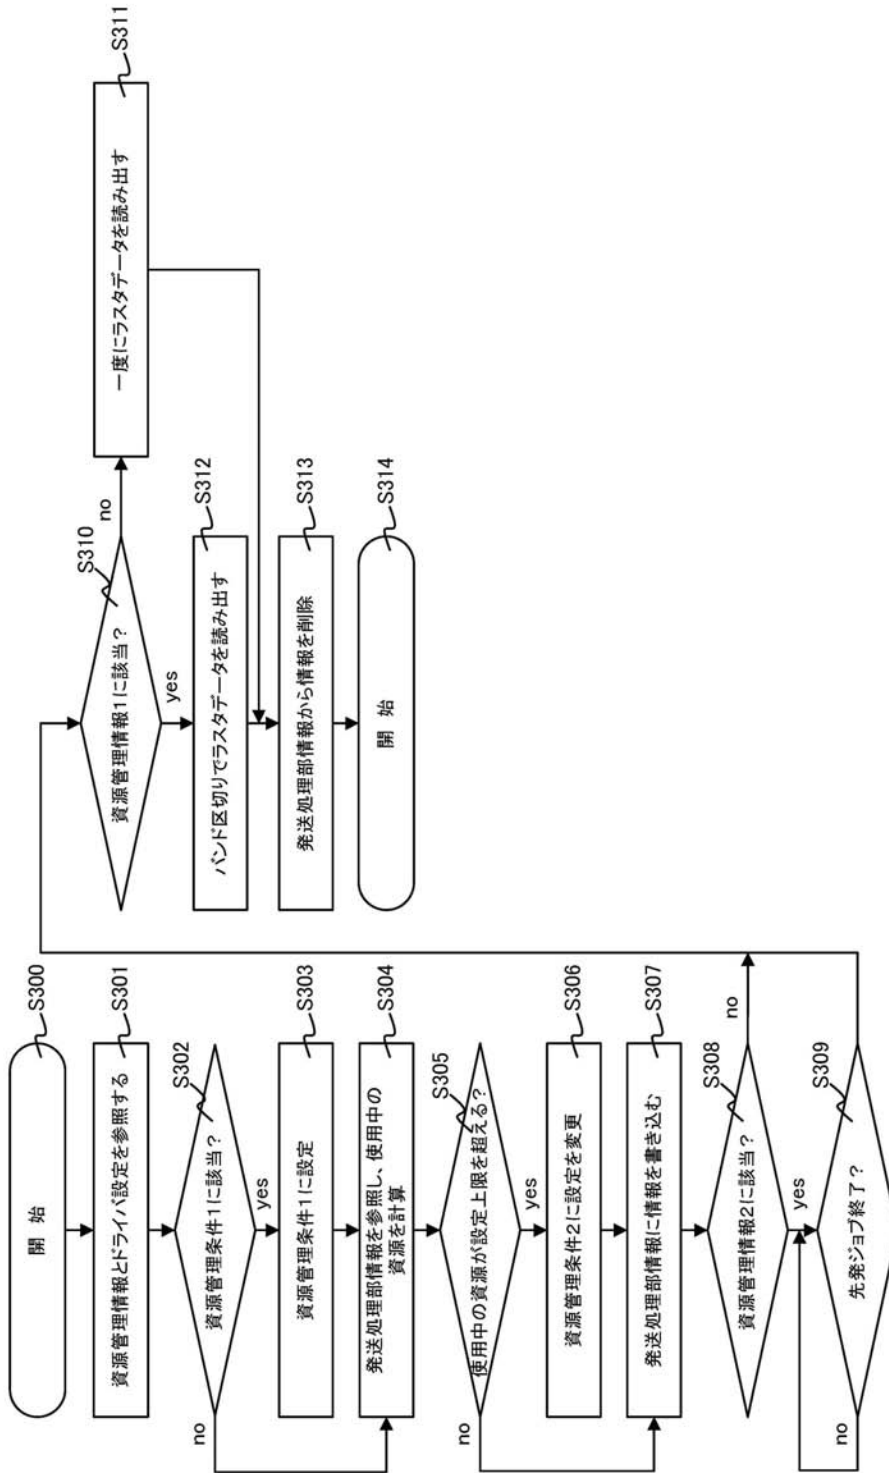 開 始
S300
資源管理情報とドライバ設定を参照する
S301
資源管理条件1に該当?
S302
no
yes
資源管理条件1に設定
S303
発送処理部情報を参照し、使用中の
資源を計算
S304
使用中の資源が設定上限を超える?
S305
no
yes
資源管理条件2に設定を変更
S306
発送処理部情報に情報を書き込む
S307
資源管理情報2に該当?
S308
no
yes
先発ジョブ終了?
S309
no
資源管理情報1に該当?
S310
no
yes
一度にラスタデータを読み出す
S311
バンド区切りでラスタデータを読み出す
S312
発送処理部情報から情報を削除
S313
開 始
S314